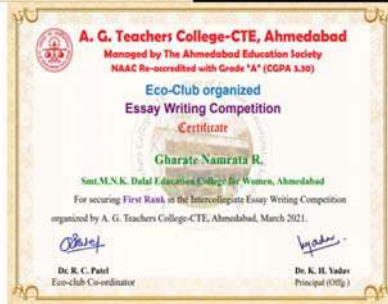 A. G. Teachers College-CTE, Ahmedabad
Managed by The Ahmedabad Education Society
NAAC Re-accredited with Grade "A" (CGPA 3.30)
Eco-Club organized
Essay Writing Competition
Certificate
Gharate Namrata R.
Smt.M.N.K. Dalal Education College for Women, Ahmedabad
For securing First Rank in the Intercollegiate Essay Writing Competition
organized by A. G. Teachers College-CTE, Ahmedabad, March 2021.
Dr. R. C. Patel
Eco-club Co-ordinator
Dr. K. H. Yadav
Principal (Offg.)